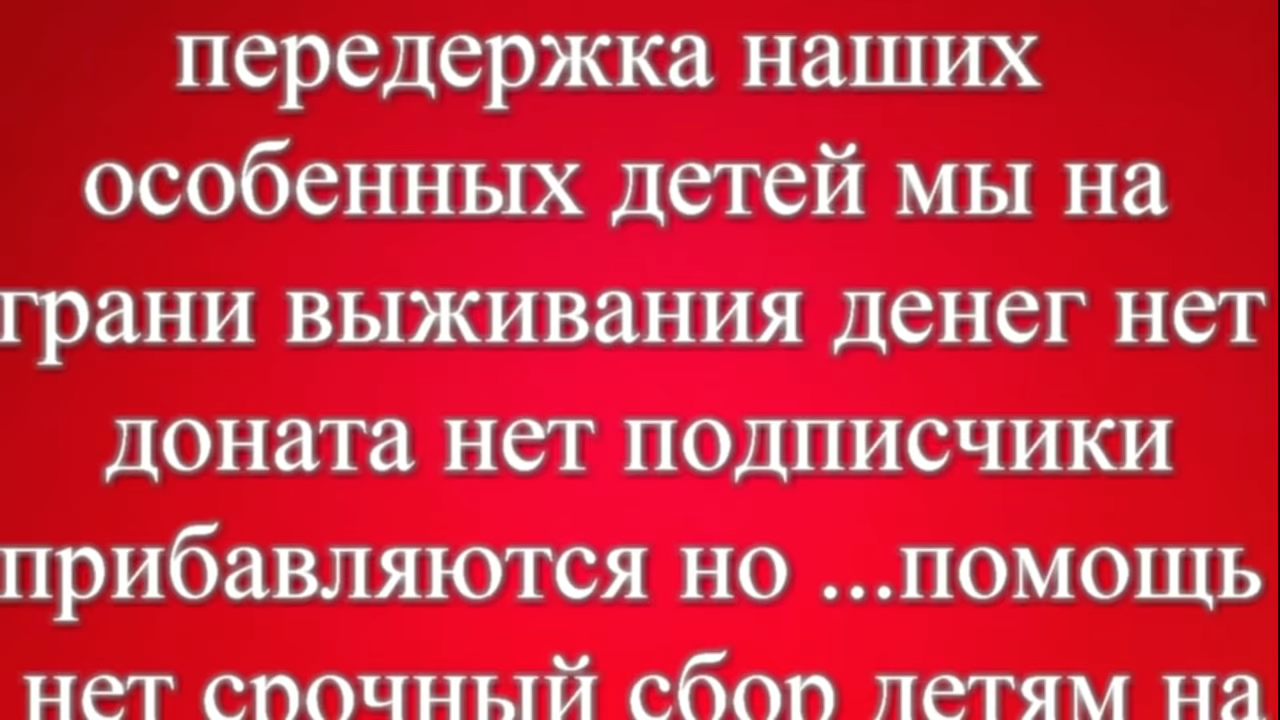 передержка наших
особенных детей мы на
грани выживания денег нет
доната нет подписчики
прибавляются но ...помощь
нет срочный сбор детям на